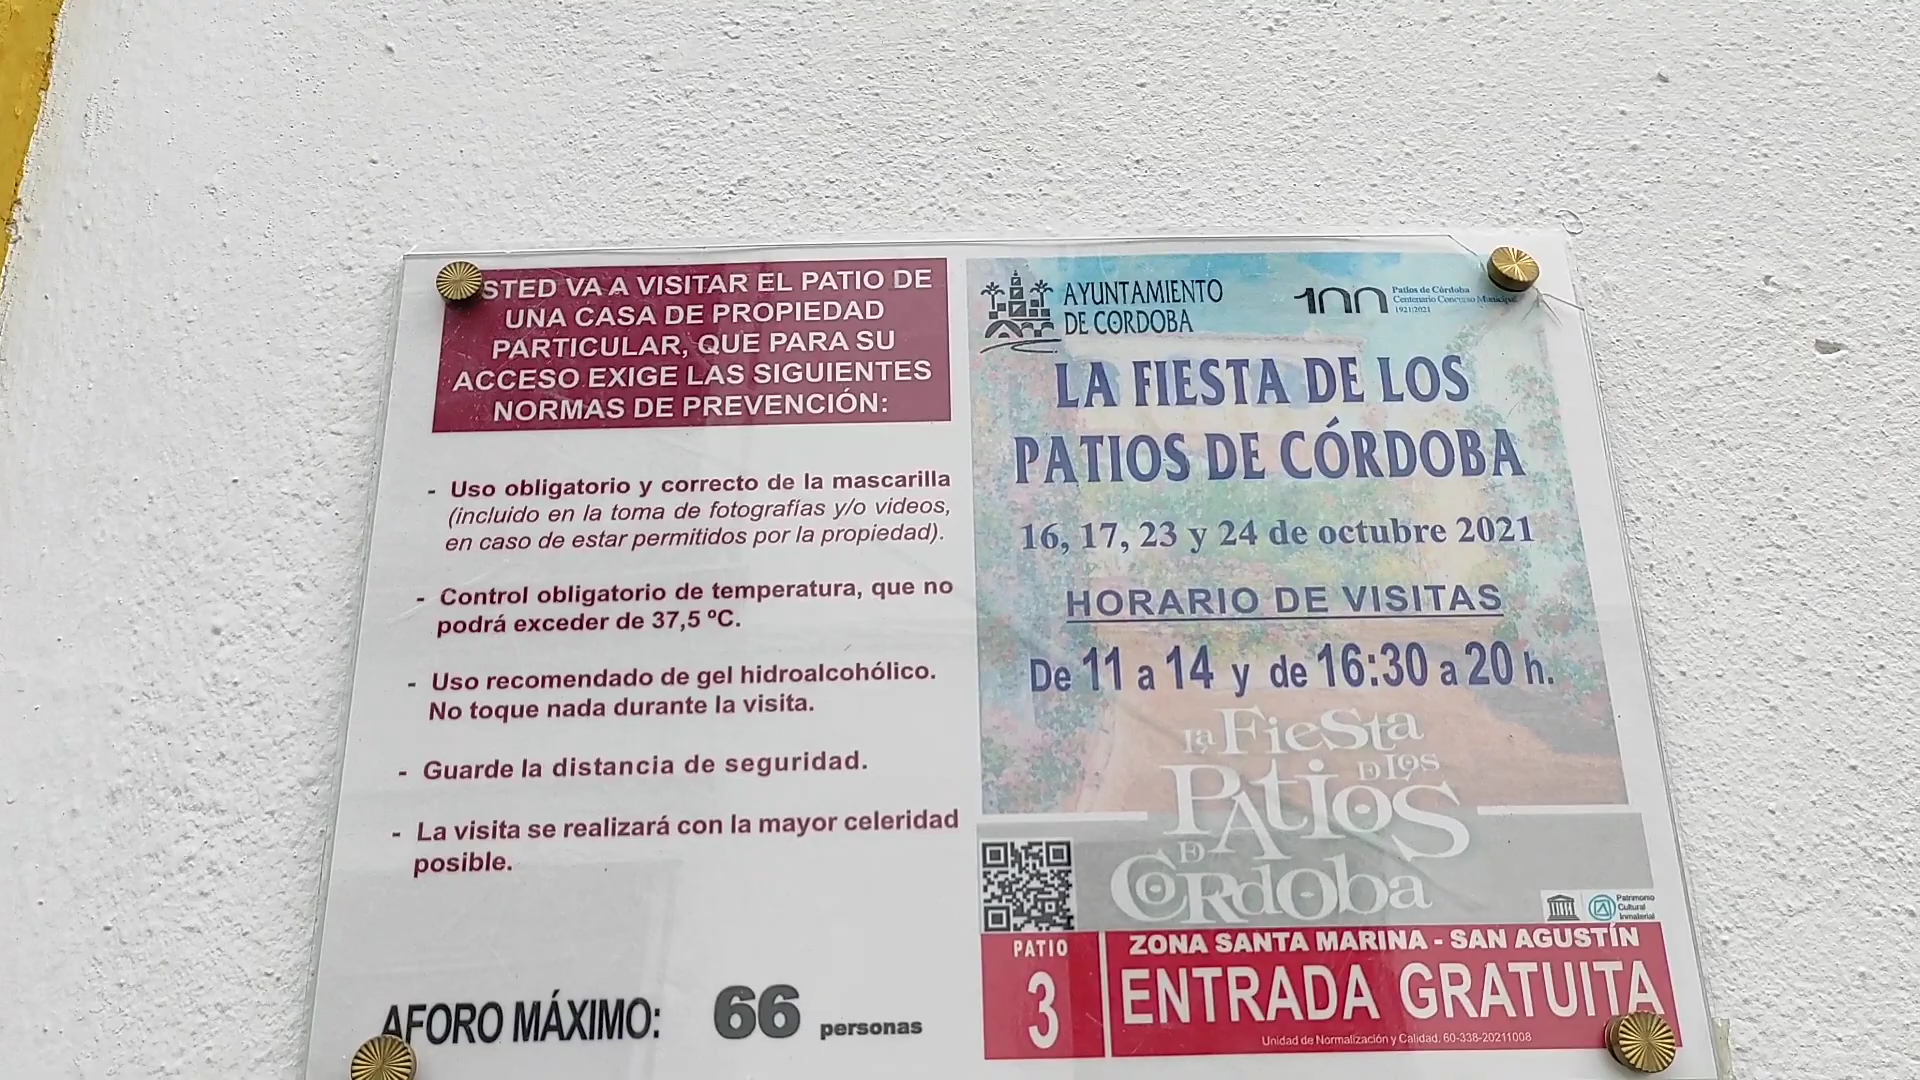 STED VA A VISITAR EL PATIO DE
UNA CASA DE PROPIEDAD
PARTICULAR, QUE PARA SU
ACCESO EXIGE LAS SIGUIENTES
NORMAS DE PREVENCIÓN:
- Uso obligatorio y correcto de la mascarilla
(incluido en la toma de fotografías y/o videos,
en caso de estar permitidos por la propiedad).
- Control obligatorio de temperatura, que no
podrá exceder de 37,5 ºC.
- Uso recomendado de gel hidroalcohólico.
No toque nada durante la visita.
- Guarde la distancia de seguridad.
- La visita se realizará con la mayor celeridad
posible.
AFORO MÁXIMO: 66 personas
AYUNTAMIENTO
DE CÓRDOBA
100
Patios de Córdoba
Centenario Concurso Municipal
1921|2021
LA FIESTA DE LOS
PATIOS DE CÓRDOBA
16, 17, 23 y 24 de octubre 2021
HORARIO DE VISITAS
De 11 a 14 y de 16:30 a 20 h.
la Fiesta
de los
Patios
de
Córdoba
Patrimonio
Cultural
Inmaterial
PATIO
3
ZONA SANTA MARINA - SAN AGUSTÍN
ENTRADA GRATUITA
Unidad de Normalización y Calidad. 60-338-20211008